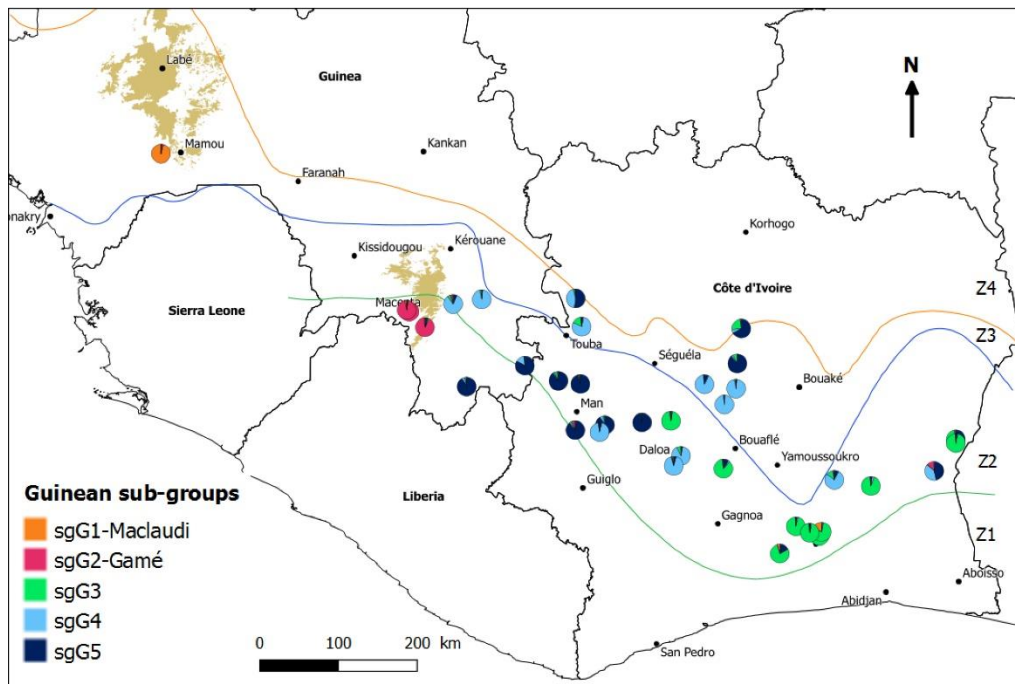 Labé
Guinea
N
Mamou
Kankan
Faranah
onakry
Korhogo
Kissidougou
Kérouane
Côte d'Ivoire
Z4
Sierra Leone
Macenta
Z3
Touba
Séguéla
Bouaké
Man
Bouaflé
Daloa
Yamoussoukro
Z2
Guinean sub-groups
Liberia
Guiglo
sgG1-Maclaudi
Gagnoa
Z1
sgG2-Gamé
sgG3
Aboisso
Abidjan
sgG4
sgG5
0 100 200 km
San Pedro